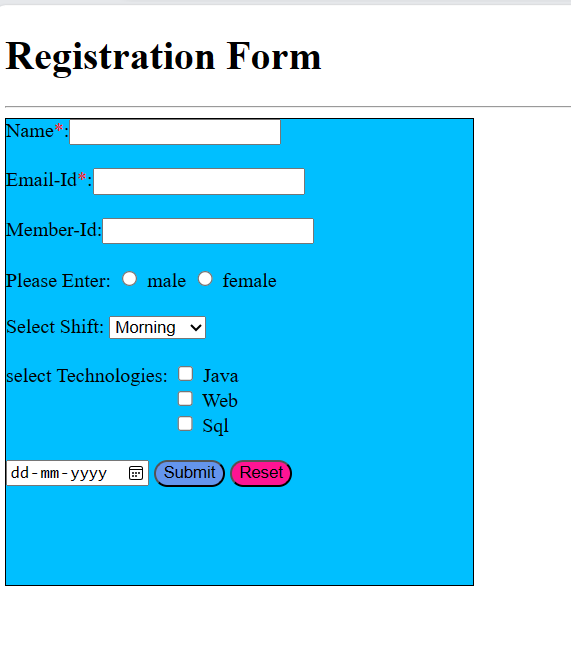 Registration Form
Name*:
Email-Id*:
Member-Id:
Please Enter: male female
Select Shift: Morning
select Technologies: Java
Web
Sql
dd-mm-yyyy Submit Reset